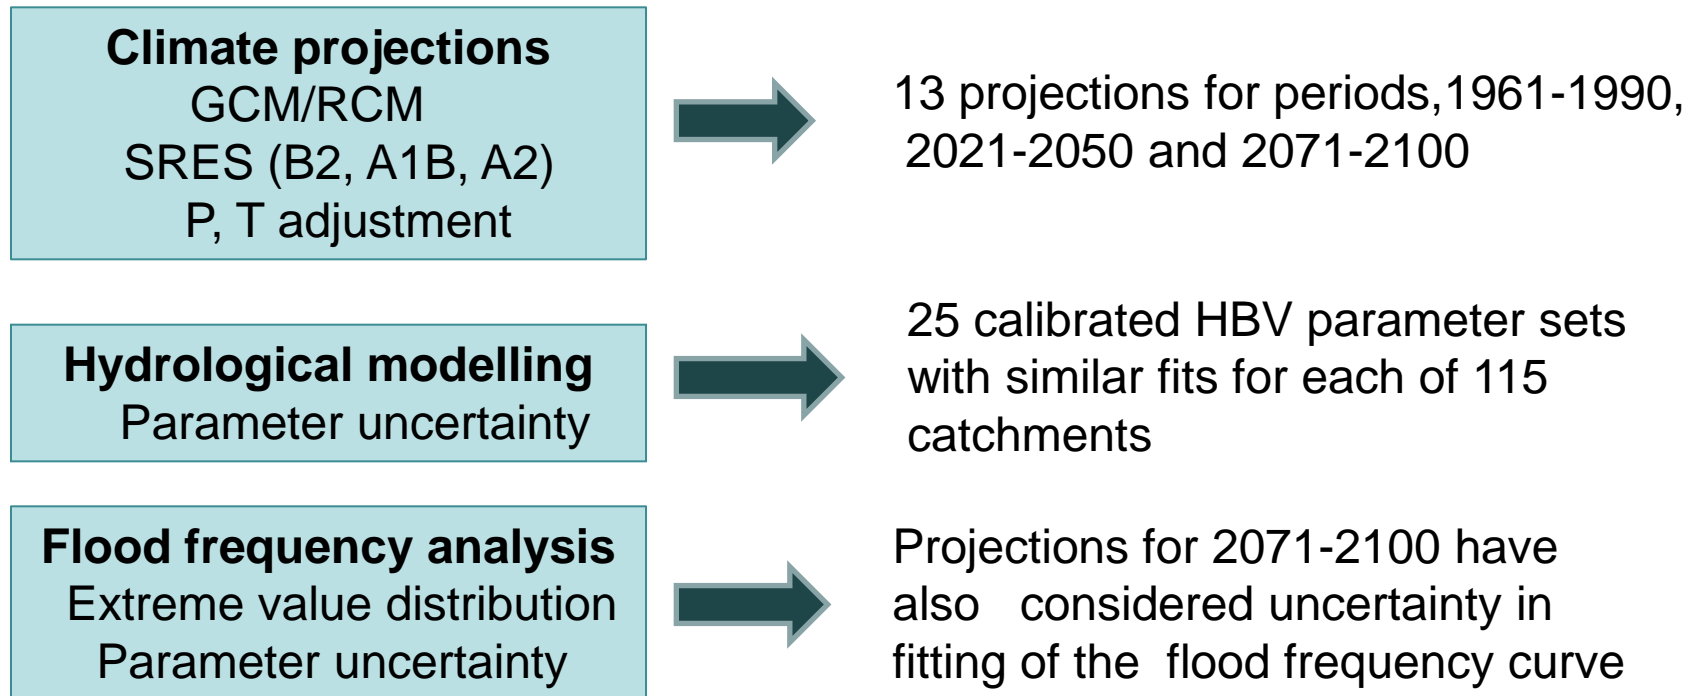 Climate projections
GCM/RCM
SRES (B2, A1B, A2)
P, T adjustment
13 projections for periods,1961-1990,
2021-2050 and 2071-2100
Hydrological modelling
Parameter uncertainty
25 calibrated HBV parameter sets
with similar fits for each of 115
catchments
Flood frequency analysis
Extreme value distribution
Parameter uncertainty
Projections for 2071-2100 have
also   considered uncertainty in
fitting of the  flood frequency curve